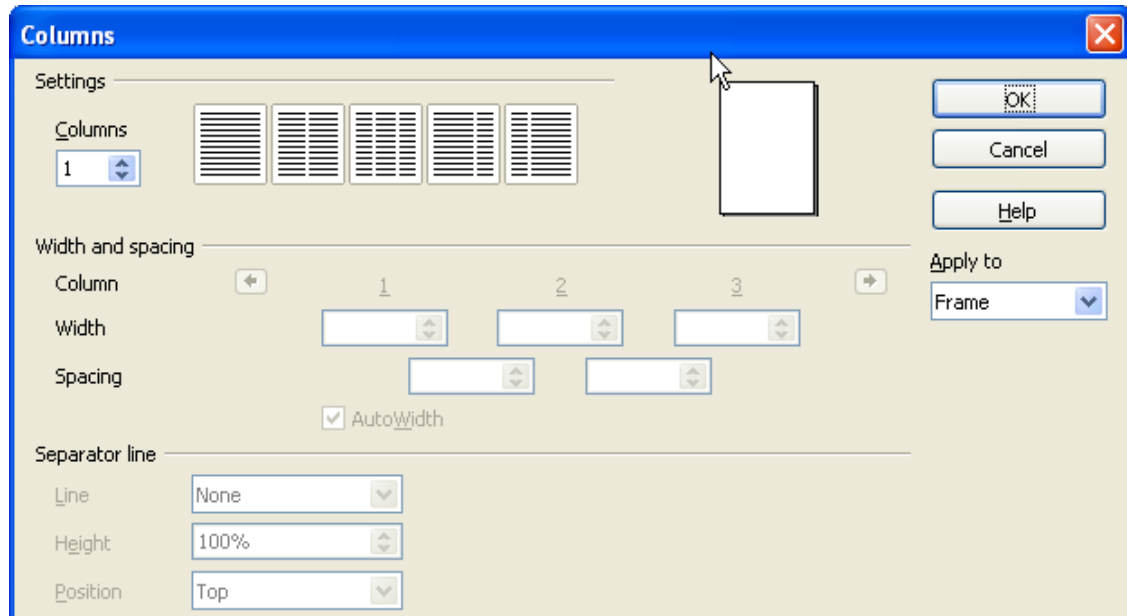 Columns
Settings
Columns
1
OK
Cancel
Help
Apply to
Frame
Width and spacing
Column 1 2 3
Width
Spacing
AutoWidth
Separator line
Line None
Height 100%
Position Top